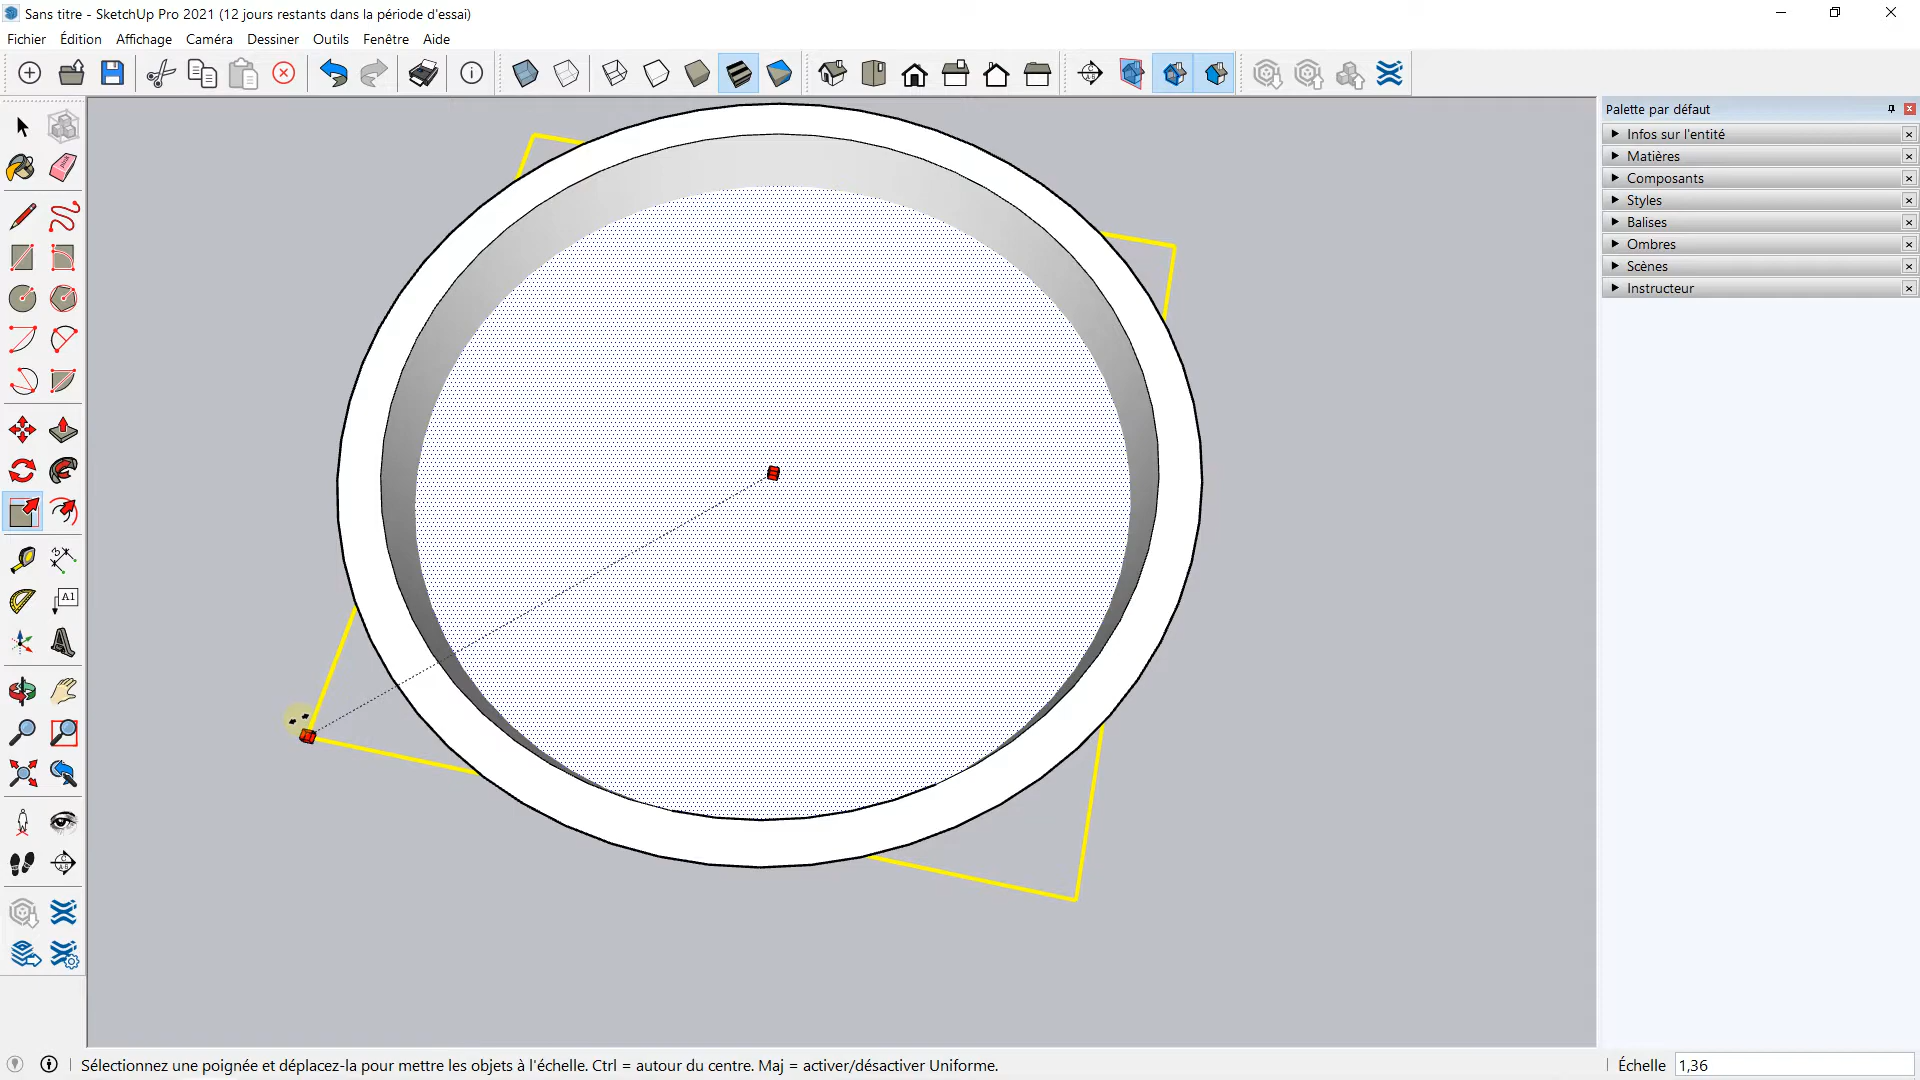 Sans titre - SketchUp Pro 2021 (12 jours restants dans la période d'essai)
Fichier Édition Affichage Caméra Dessiner Outils Fenêtre Aide
Palette par défaut
Infos sur l'entité
Matières
Composants
Styles
Balises
Ombres
Scènes
Instructeur
A1
Sélectionnez une poignée et déplacez-la pour mettre les objets à l'échelle. Ctrl = autour du centre. Maj = activer/désactiver Uniforme.
Échelle 1,36